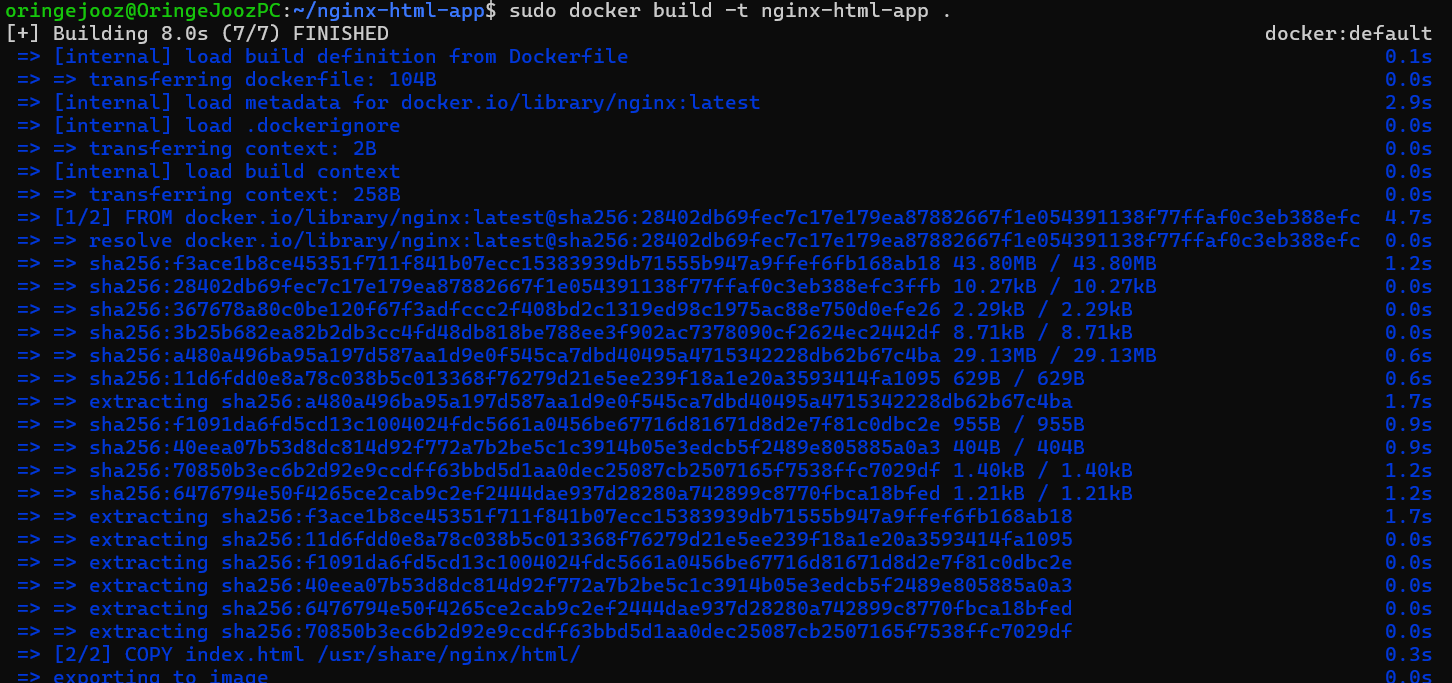 oringejooz@OringeJoozPC:~/nginx-html-app$ sudo docker build -t nginx-html-app .
[+] Building 8.0s (7/7) FINISHED docker:default
=> [internal] load build definition from Dockerfile 0.1s
=> => transferring dockerfile: 104B 0.0s
=> [internal] load metadata for docker.io/library/nginx:latest 2.9s
=> [internal] load .dockerignore 0.0s
=> => transferring context: 2B 0.0s
=> [internal] load build context 0.0s
=> => transferring context: 258B 0.0s
=> [1/2] FROM docker.io/library/nginx:latest@sha256:28402db69fec7c17e179ea87882667f1e054391138f77ffaf0c3eb388efc 4.7s
=> => resolve docker.io/library/nginx:latest@sha256:28402db69fec7c17e179ea87882667f1e054391138f77ffaf0c3eb388efc 0.0s
=> => sha256:f3ace1b8ce45351f711f841b07ecc15383939db71555b947a9ffef6fb168ab18 43.80MB / 43.80MB 1.2s
=> => sha256:28402db69fec7c17e179ea87882667f1e054391138f77ffaf0c3eb388efc3ffb 10.27kB / 10.27kB 0.0s
=> => sha256:367678a80c0be120f67f3adfccc2f408bd2c1319ed98c1975ac88e750d0efe26 2.29kB / 2.29kB 0.0s
=> => sha256:3b25b682ea82b2db3cc4fd48db818be788ee3f902ac7378090cf2624ec2442df 8.71kB / 8.71kB 0.0s
=> => sha256:a480a496ba95a197d587aa1d9e0f545ca7dbd40495a4715342228db62b67c4ba 29.13MB / 29.13MB 0.6s
=> => sha256:11d6fdd0e8a78c038b5c013368f76279d21e5ee239f18a1e20a3593414fa1095 629B / 629B 0.6s
=> => extracting sha256:a480a496ba95a197d587aa1d9e0f545ca7dbd40495a4715342228db62b67c4ba 1.7s
=> => sha256:f1091da6fd5cd13c1004024fdc5661a0456be67716d81671d8d2e7f81c0dbc2e 955B / 955B 0.9s
=> => sha256:40eea07b53d8dc814d92f772a7b2be5c1c3914b05e3edcb5f2489e805885a0a3 404B / 404B 0.9s
=> => sha256:70850b3ec6b2d92e9ccdff63bbd5d1aa0dec25087cb2507165f7538ffc7029df 1.40kB / 1.40kB 1.2s
=> => sha256:6476794e50f4265ce2cab9c2ef2444dae937d28280a742899c8770fbca18bfed 1.21kB / 1.21kB 1.2s
=> => extracting sha256:f3ace1b8ce45351f711f841b07ecc15383939db71555b947a9ffef6fb168ab18 1.7s
=> => extracting sha256:11d6fdd0e8a78c038b5c013368f76279d21e5ee239f18a1e20a3593414fa1095 0.0s
=> => extracting sha256:f1091da6fd5cd13c1004024fdc5661a0456be67716d81671d8d2e7f81c0dbc2e 0.0s
=> => extracting sha256:40eea07b53d8dc814d92f772a7b2be5c1c3914b05e3edcb5f2489e805885a0a3 0.0s
=> => extracting sha256:6476794e50f4265ce2cab9c2ef2444dae937d28280a742899c8770fbca18bfed 0.0s
=> => extracting sha256:70850b3ec6b2d92e9ccdff63bbd5d1aa0dec25087cb2507165f7538ffc7029df 0.0s
=> [2/2] COPY index.html /usr/share/nginx/html/ 0.3s
=> exporting to image 0.0s